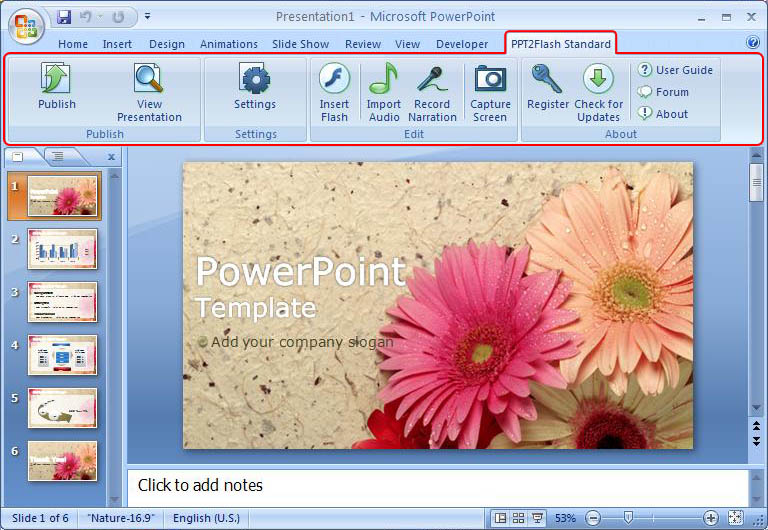 Presentation1 - Microsoft PowerPoint
Home Insert Design Animations Slide Show Review View Developer PPT2Flash Standard
Publish
View
Presentation
Settings
Insert
Flash
Import
Audio
Record
Narration
Capture
Screen
Register
Check for
Updates
User Guide
Forum
About
Publish Settings Edit About
1
2
3
4
5
6
PowerPoint
Template
Add your company slogan
Click to add notes
Slide 1 of 6 "Nature-16.9" English (U.S.) 53%